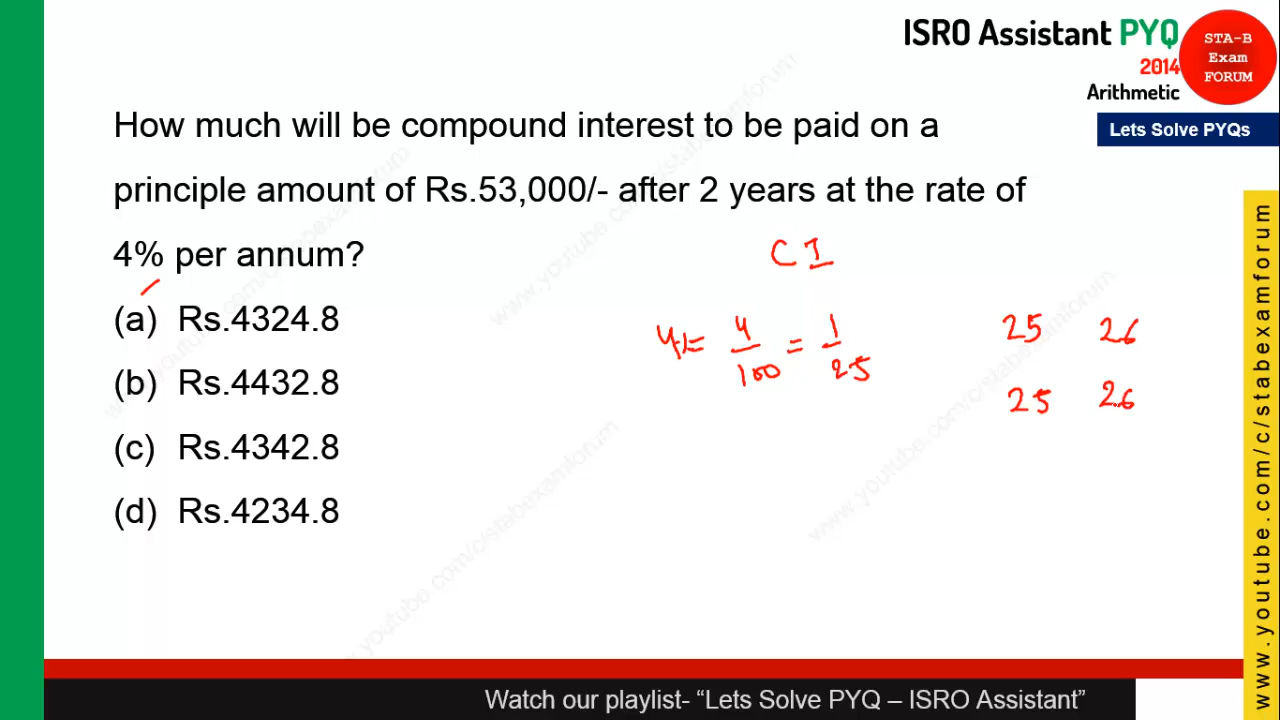 ISRO Assistant PYQ
2014
Arithmetic
STA-B
Exam
FORUM
Lets Solve PYQs
How much will be compound interest to be paid on a
principle amount of Rs.53,000/- after 2 years at the rate of
4% per annum?
CI
(a) Rs.4324.8
(b) Rs.4432.8
(c) Rs.4342.8
(d) Rs.4234.8
4% = 4/100 = 1/25
25 26
25 26
www.youtube.com/c/stabexamforum
Watch our playlist- “Lets Solve PYQ – ISRO Assistant”